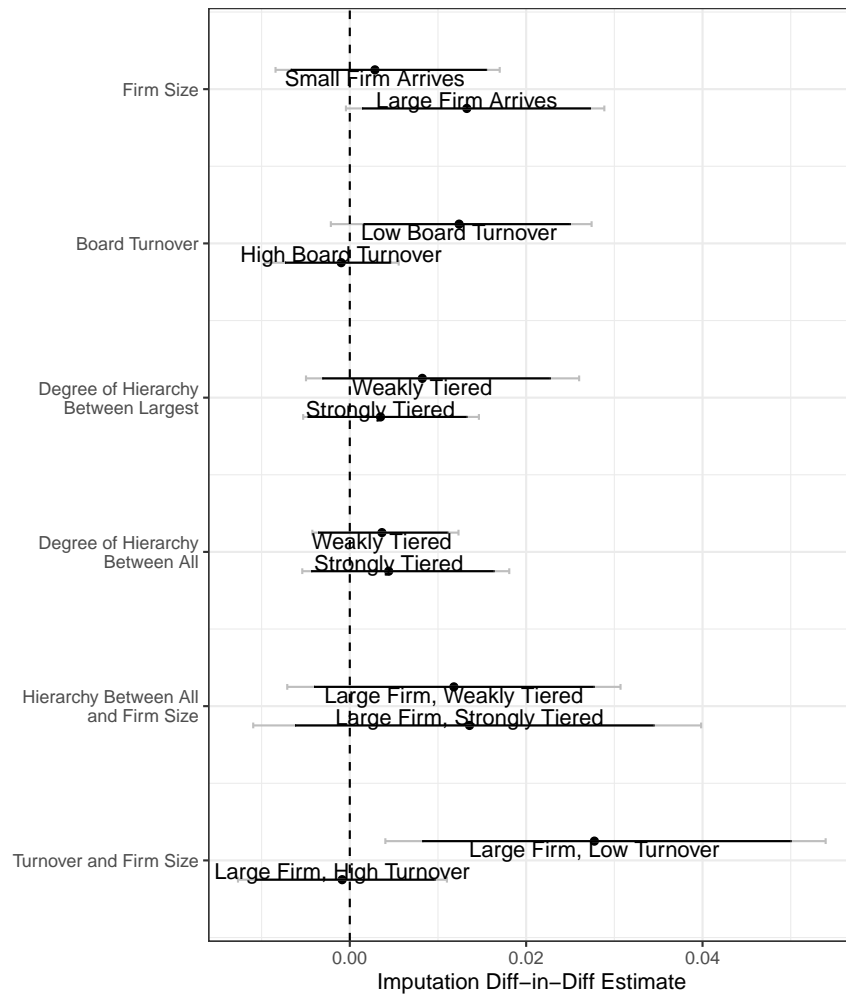 Firm Size
Small Firm Arrives
Large Firm Arrives
Board Turnover
Low Board Turnover
High Board Turnover
Degree of Hierarchy
Between Largest
Weakly Tiered
Strongly Tiered
Degree of Hierarchy
Between All
Weakly Tiered
Strongly Tiered
Hierarchy Between All
and Firm Size
Large Firm, Weakly Tiered
Large Firm, Strongly Tiered
Turnover and Firm Size
Large Firm, Low Turnover
Large Firm, High Turnover
0.00 0.02 0.04
Imputation Diff−in−Diff Estimate